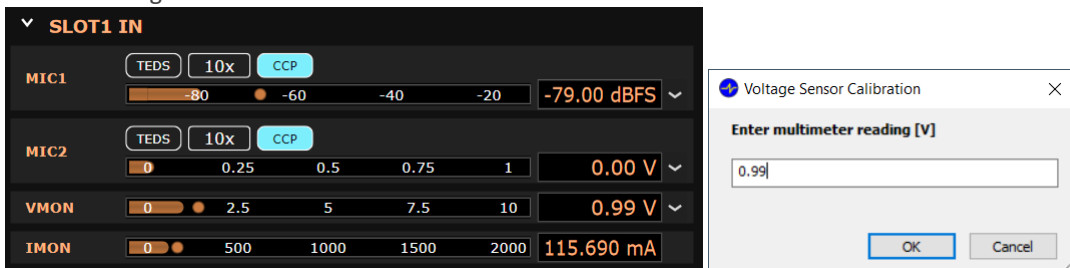 SLOT1 IN
MIC1
TEDS 10x CCP
-80 -60 -40 -20 -79.00 dBFS
MIC2
TEDS 10x CCP
0 0.25 0.5 0.75 1 0.00 V
VMON 0 2.5 5 7.5 10 0.99 V
IMON 0 500 1000 1500 2000 115.690 mA
Voltage Sensor Calibration
Enter multimeter reading [V]
0.99
OK Cancel